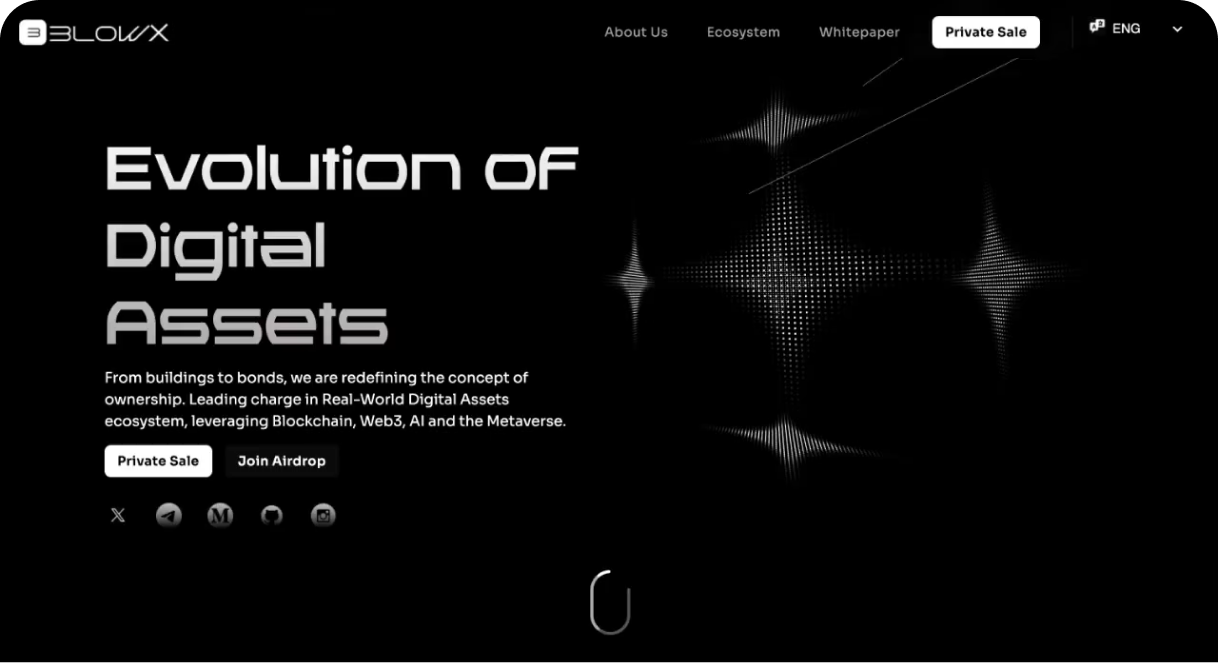 BLOWX
About Us
Ecosystem
Whitepaper
Private Sale
ENG
Evolution of
Digital
Assets
From buildings to bonds, we are redefining the concept of
ownership. Leading charge in Real-World Digital Assets
ecosystem, leveraging Blockchain, Web3, AI and the Metaverse.
Private Sale
Join Airdrop